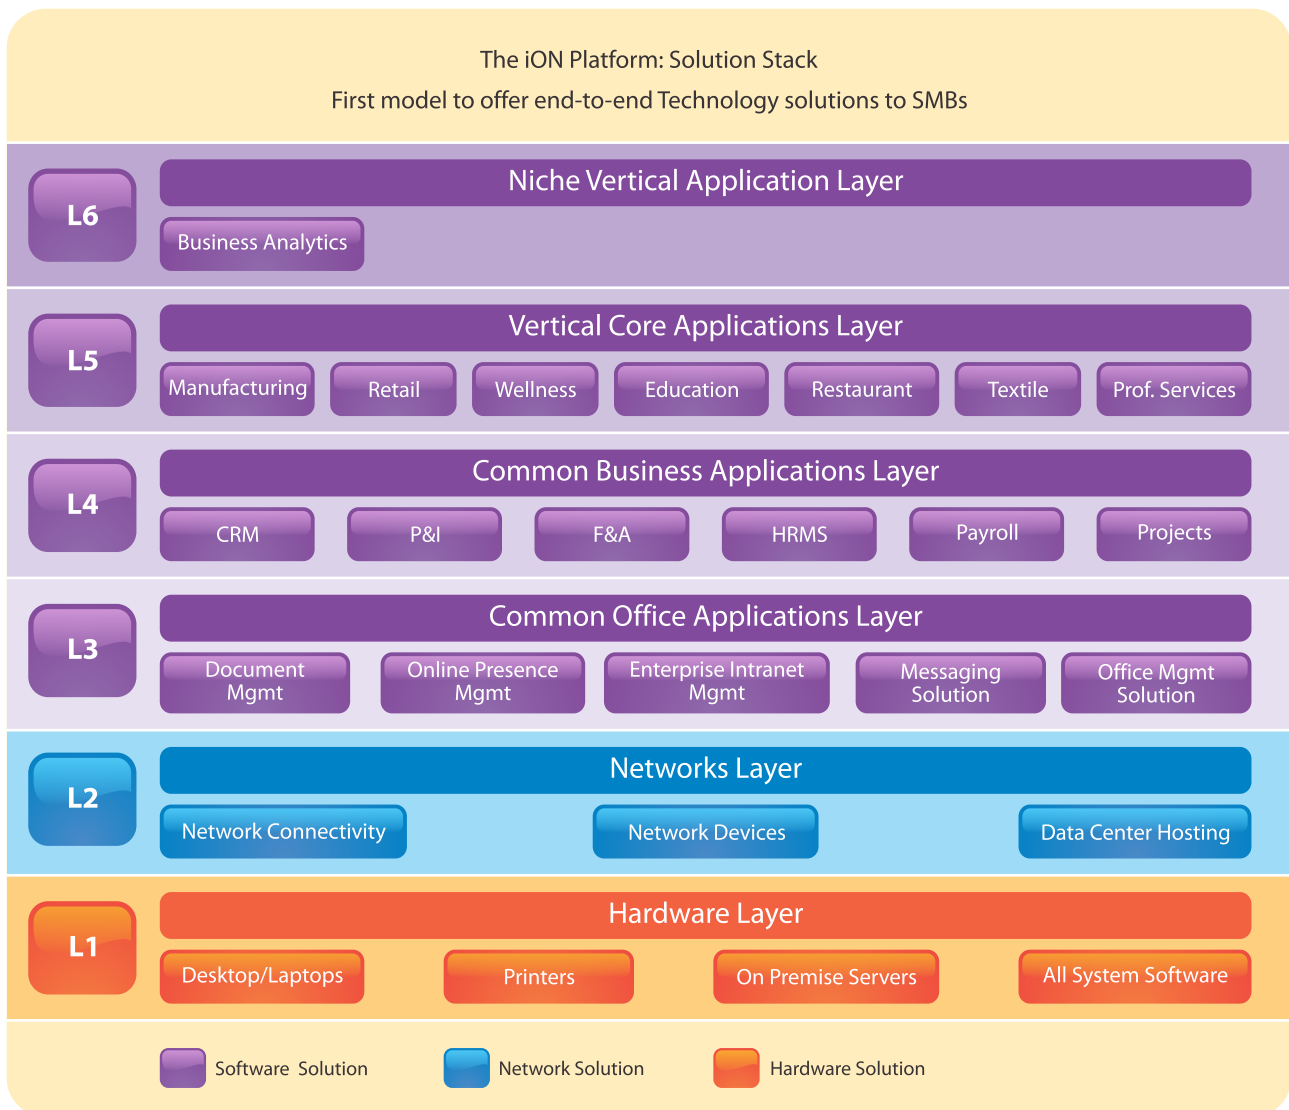 The iON Platform: Solution Stack
First model to offer end-to-end Technology solutions to SMBs
L6
Niche Vertical Application Layer
Business Analytics
L5
Vertical Core Applications Layer
Manufacturing
Retail
Wellness
Education
Restaurant
Textile
Prof. Services
L4
Common Business Applications Layer
CRM
P&I
F&A
HRMS
Payroll
Projects
L3
Common Office Applications Layer
Document
Mgmt
Online Presence
Mgmt
Enterprise Intranet
Mgmt
Messaging
Solution
Office Mgmt
Solution
L2
Networks Layer
Network Connectivity
Network Devices
Data Center Hosting
L1
Hardware Layer
Desktop/Laptops
Printers
On Premise Servers
All System Software
Software Solution
Network Solution
Hardware Solution